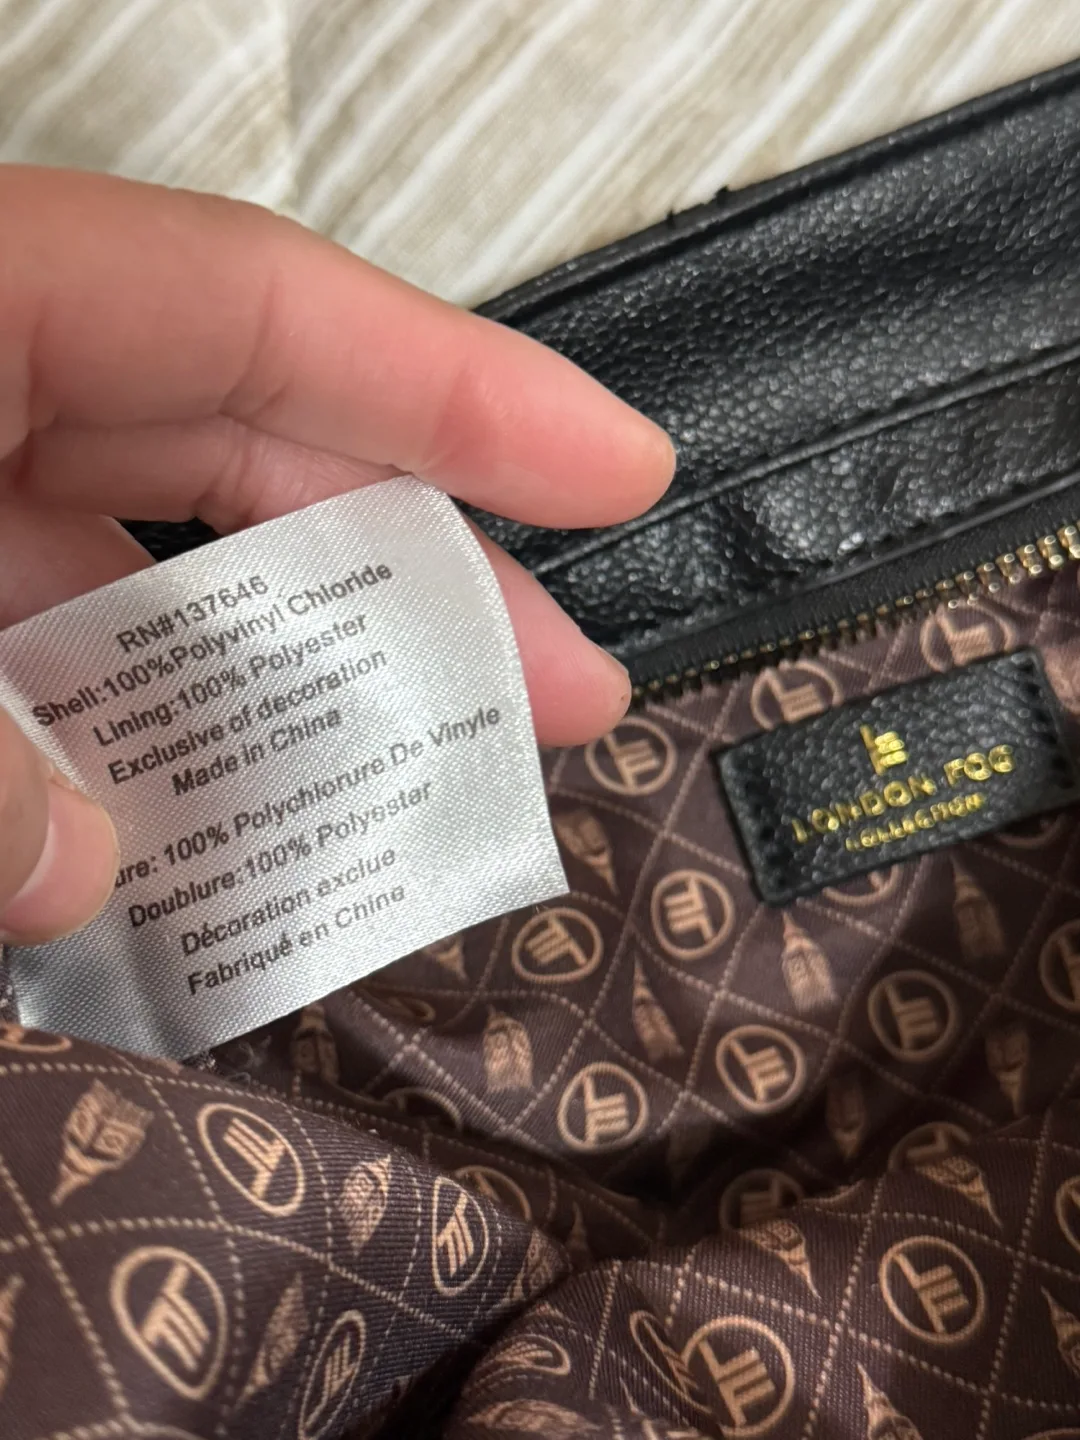 RN#137646
Shell:100%Polyvinyl Chloride
Lining:100% Polyester
Exclusive of decoration
Made in China
ure: 100% Polychlorure De Vinyle
Doublure:100% Polyester
Décoration exclue
Fabriqué en Chine
LONDON FOG
COLLECTION